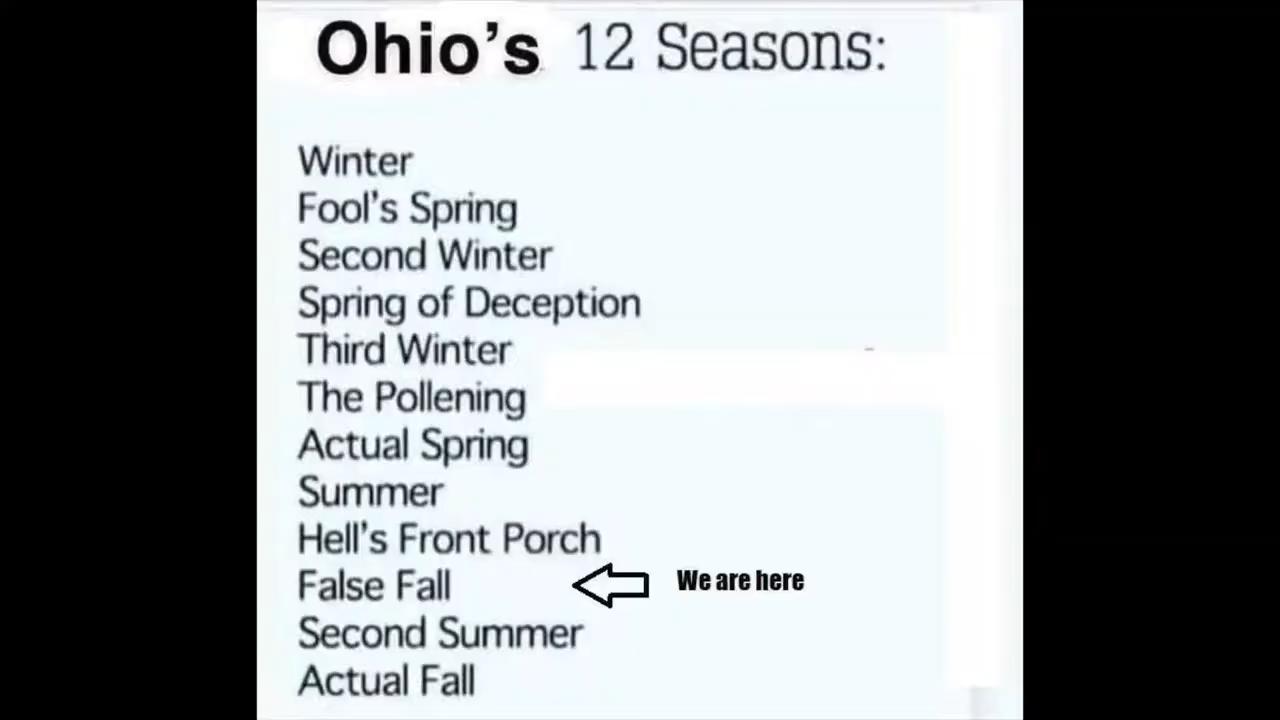 Ohio's 12 Seasons:
Winter
Fool's Spring
Second Winter
Spring of Deception
Third Winter
The Pollening
Actual Spring
Summer
Hell's Front Porch
False Fall We are here
Second Summer
Actual Fall